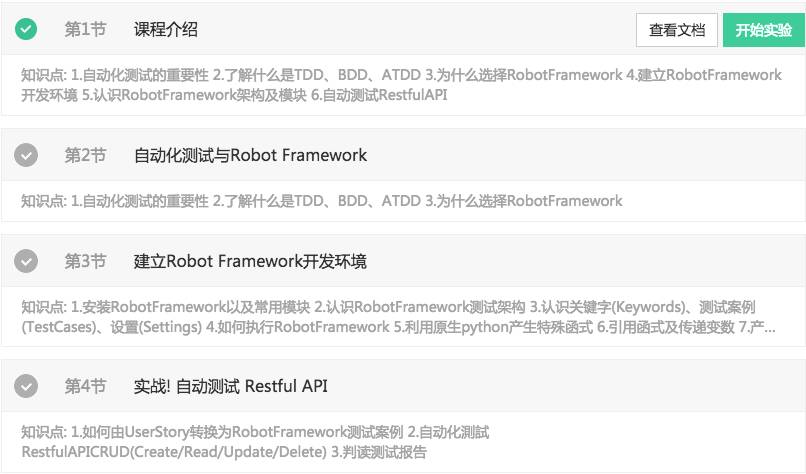 第1节 课程介绍 查看文档 开始实验
知识点: 1.自动化测试的重要性 2.了解什么是TDD、BDD、ATDD 3.为什么选择RobotFramework 4.建立RobotFramework
开发环境 5.认识RobotFramework架构及模块 6.自动测试RestfulAPI
第2节 自动化测试与Robot Framework
知识点: 1.自动化测试的重要性 2.了解什么是TDD、BDD、ATDD 3.为什么选择RobotFramework
第3节 建立Robot Framework开发环境
知识点: 1.安装RobotFramework以及常用模块 2.认识RobotFramework测试架构 3.认识关键字(Keywords)、测试案例
(TestCases)、设置(Settings) 4.如何执行RobotFramework 5.利用原生python产生特殊函式 6.引用函式及传递变数 7.产...
第4节 实战! 自动测试 Restful API
知识点: 1.如何由UserStory转换为RobotFramework测试案例 2.自动化測試
RestfulAPICRUD(Create/Read/Update/Delete) 3.判读测试报告